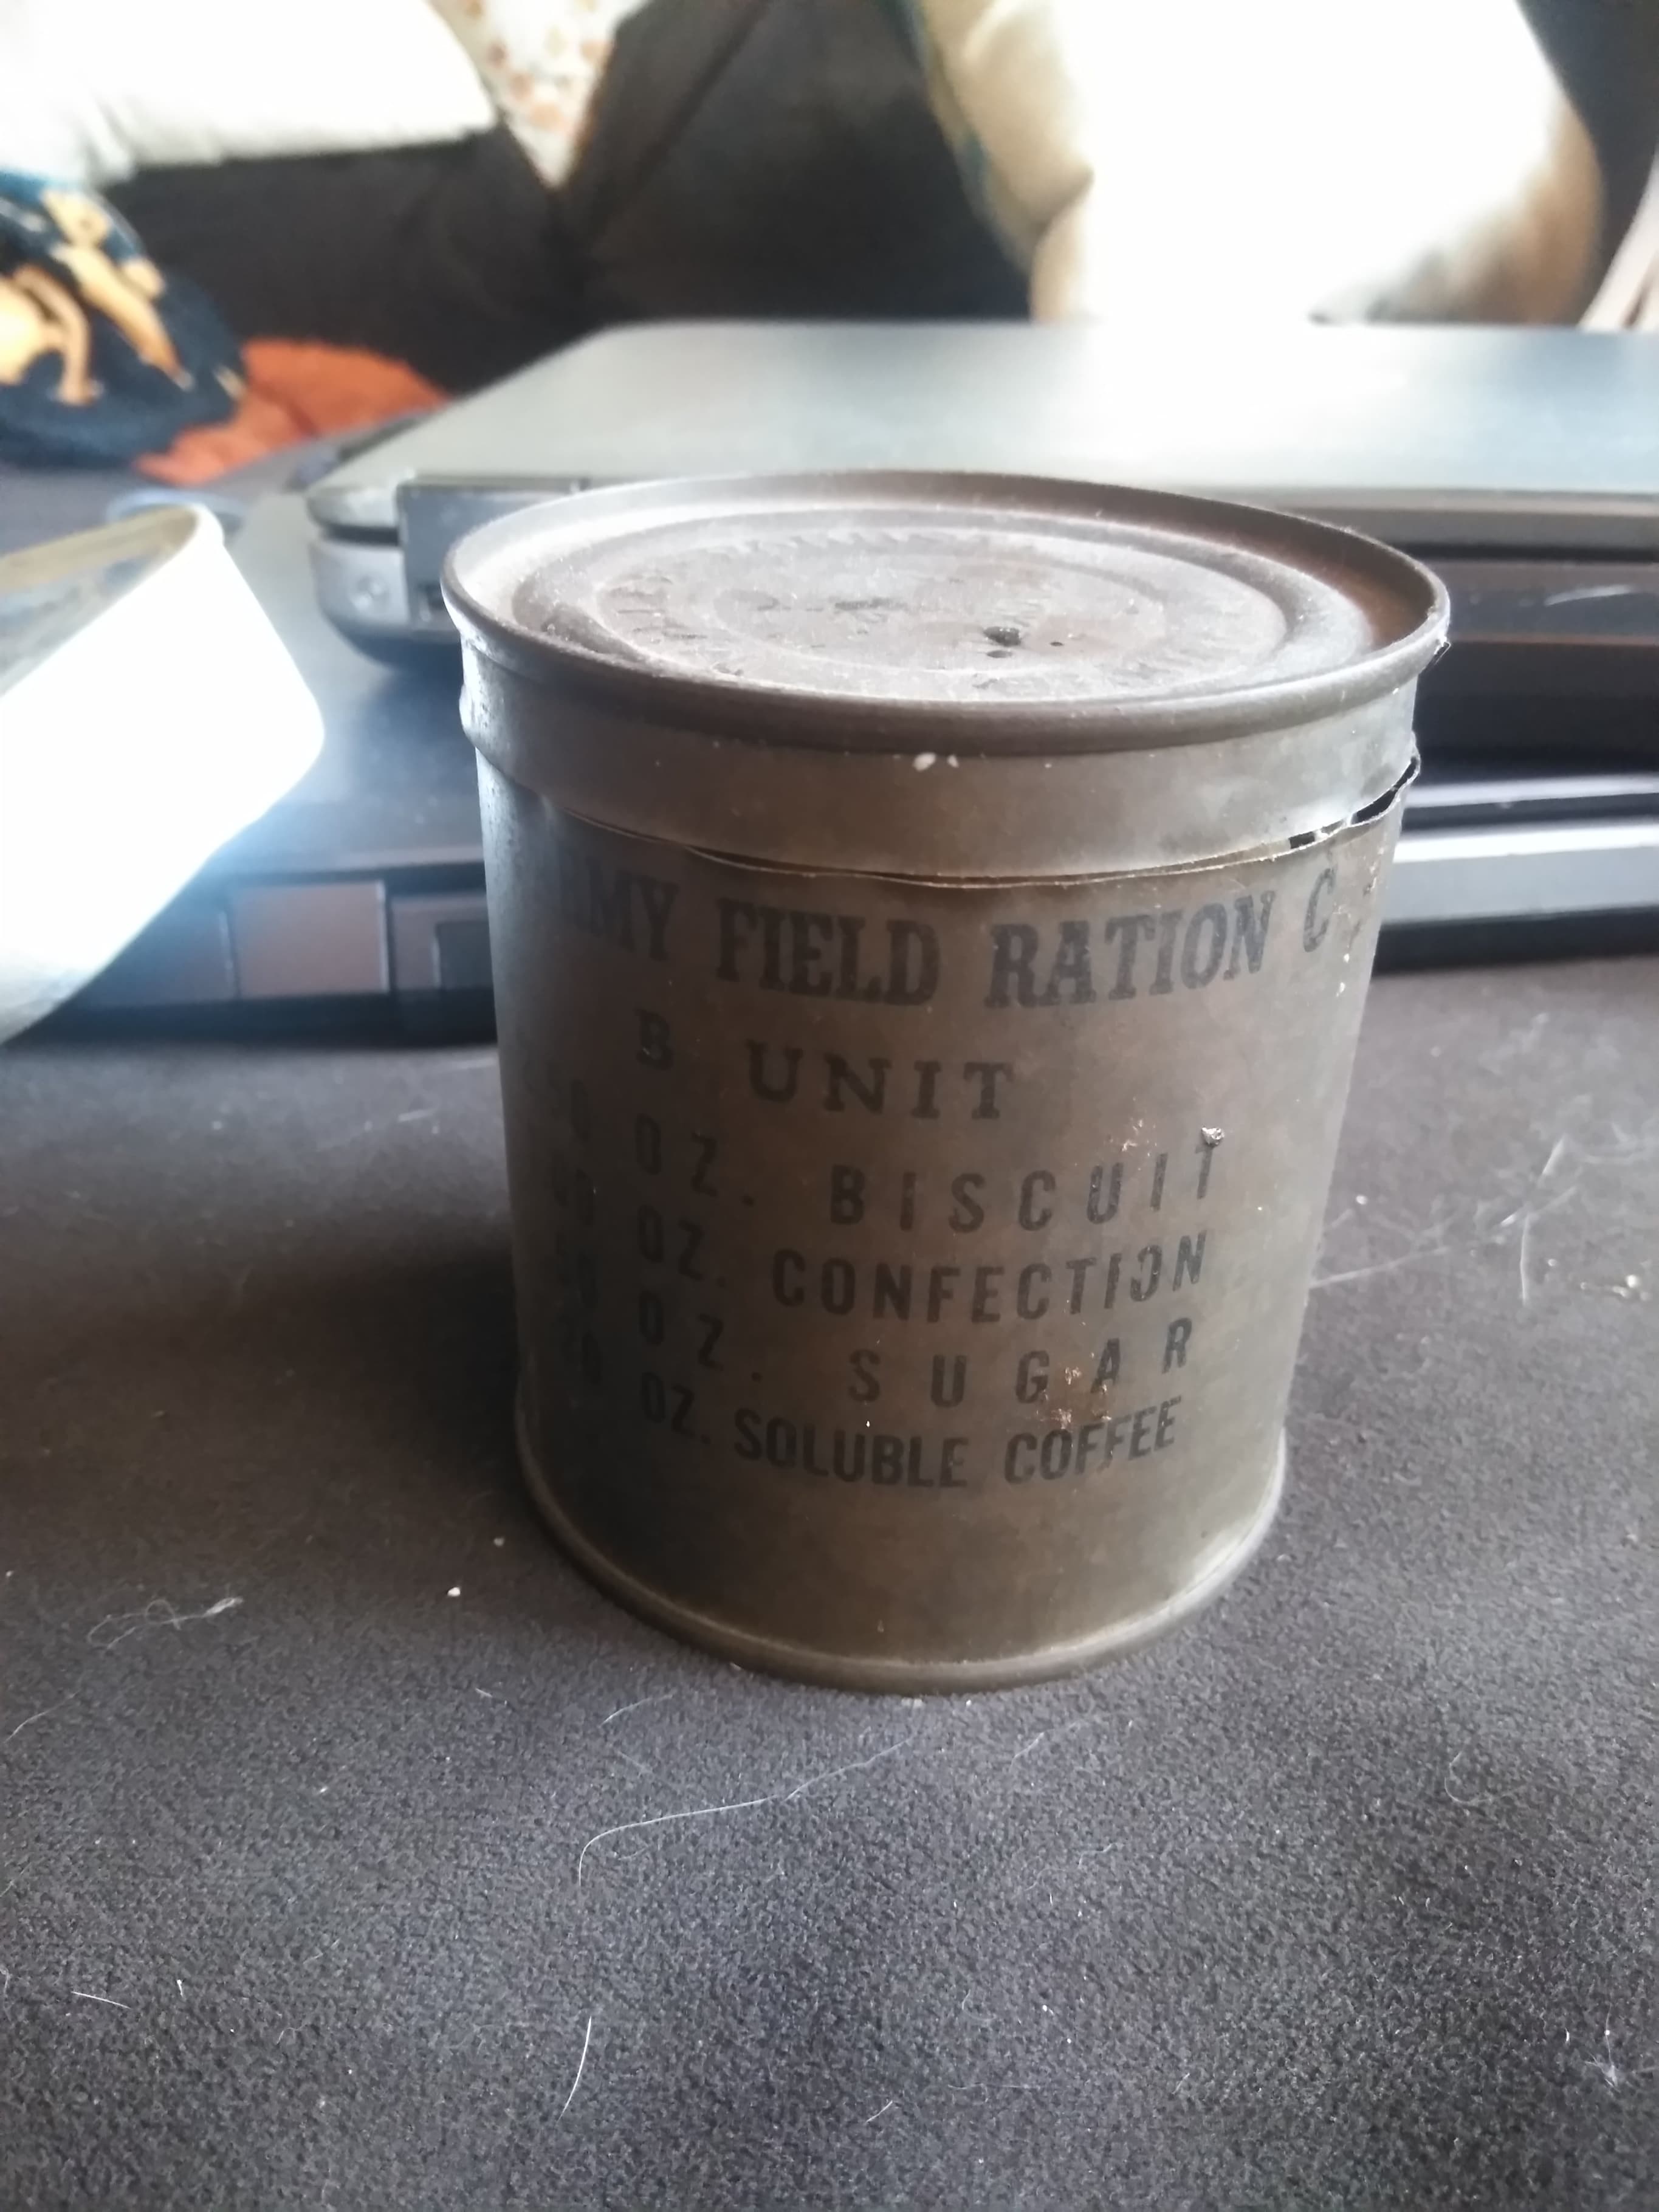 FIELD RATION C
B UNIT
OZ. BISCUIT
OZ. CONFECTION
OZ. SUGAR
OZ. SOLUBLE COFFEE